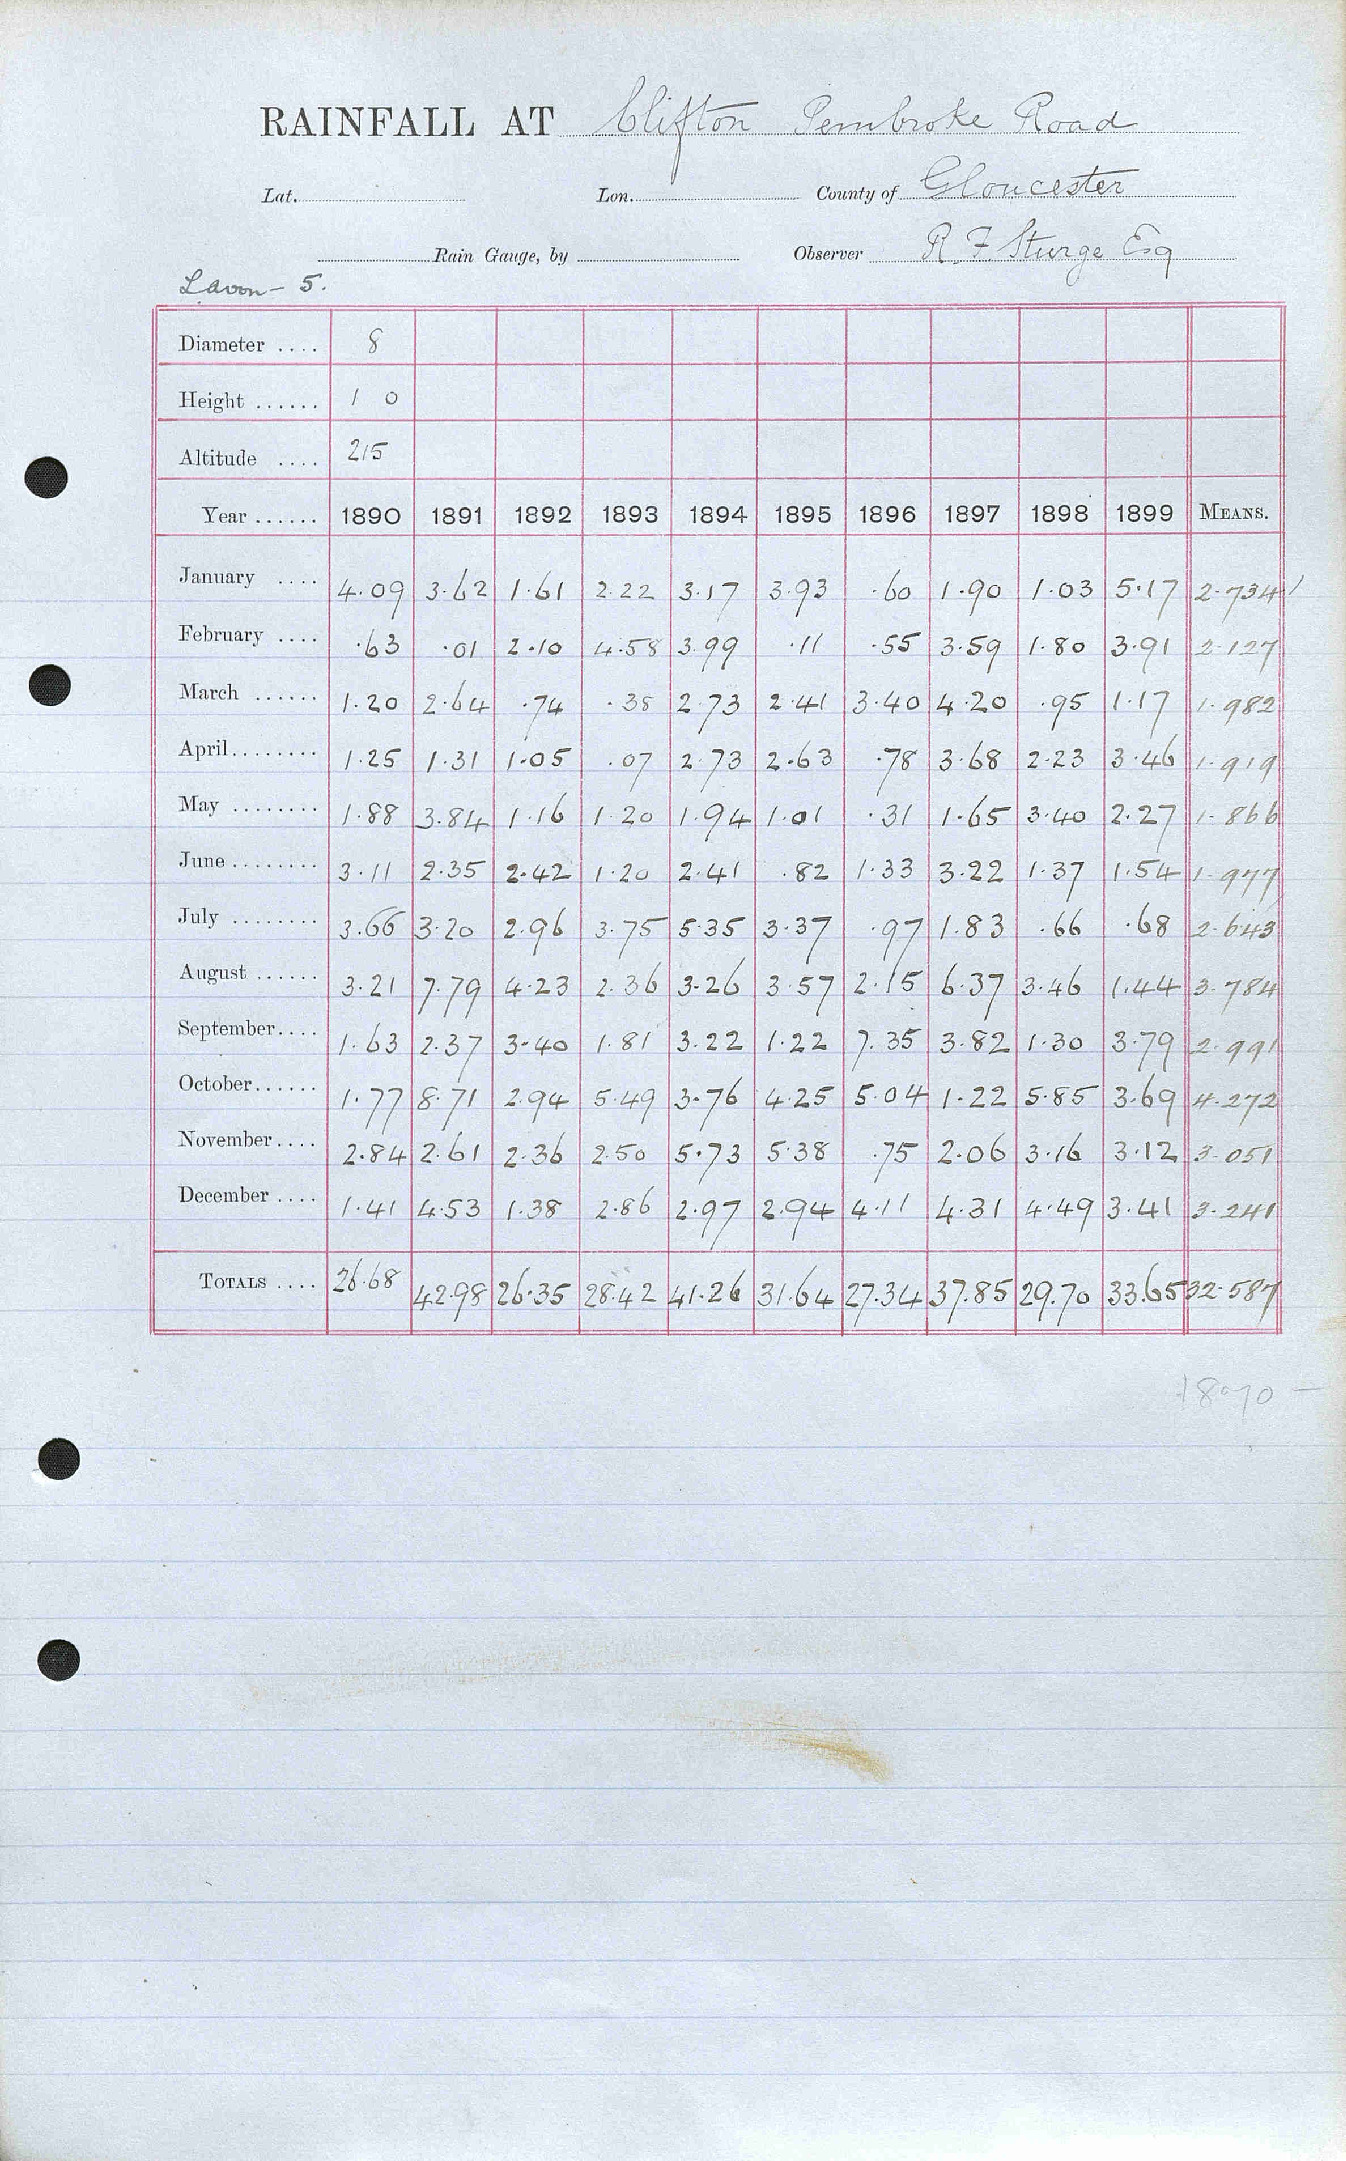 RAINFALL AT Clifton Pembroke Road
Lat. Lon. County of Gloucester
Rain Gauge, by Observer R. F. Sturge Esq
5.
Diameter .... 8
Height ...... 1 0
Altitude .... 215
Year ...... 1890 1891 1892 1893 1894 1895 1896 1897 1898 1899 MEANS.
January .... 4.09 3.62 1.61 2.22 3.17 3.93 .60 1.90 1.03 5.17 2.734
February .... .63 .01 2.10 4.58 3.99 .11 .55 3.59 1.80 3.91 2.127
March ...... 1.20 2.64 .74 .38 2.73 2.41 3.40 4.20 .95 1.17 1.982
April........ 1.25 1.31 1.05 .07 2.73 2.63 .78 3.68 2.23 3.46 1.919
May ........ 1.88 3.84 1.16 1.20 1.94 1.01 .31 1.65 3.40 2.27 1.866
June ........ 3.11 2.35 2.42 1.20 2.41 .82 1.33 3.22 1.37 1.54 1.977
July ........ 3.66 3.20 2.96 3.75 5.35 3.37 .97 1.83 .66 .68 2.643
August ...... 3.21 7.79 4.23 2.36 3.26 3.57 2.15 6.37 3.46 1.44 3.784
September.... 1.63 2.37 3.40 1.81 3.22 1.22 7.35 3.82 1.30 3.79 2.991
October...... 1.77 8.71 2.94 5.49 3.76 4.25 5.04 1.22 5.85 3.69 4.272
November.... 2.84 2.61 2.36 2.50 5.73 5.38 .75 2.06 3.16 3.12 3.051
December .... 1.41 4.53 1.38 2.86 2.97 2.94 4.11 4.31 4.49 3.41 3.241
TOTALS .... 26.68 42.98 26.35 28.42 41.26 31.64 27.34 37.85 29.70 33.65 32.587
1870 –